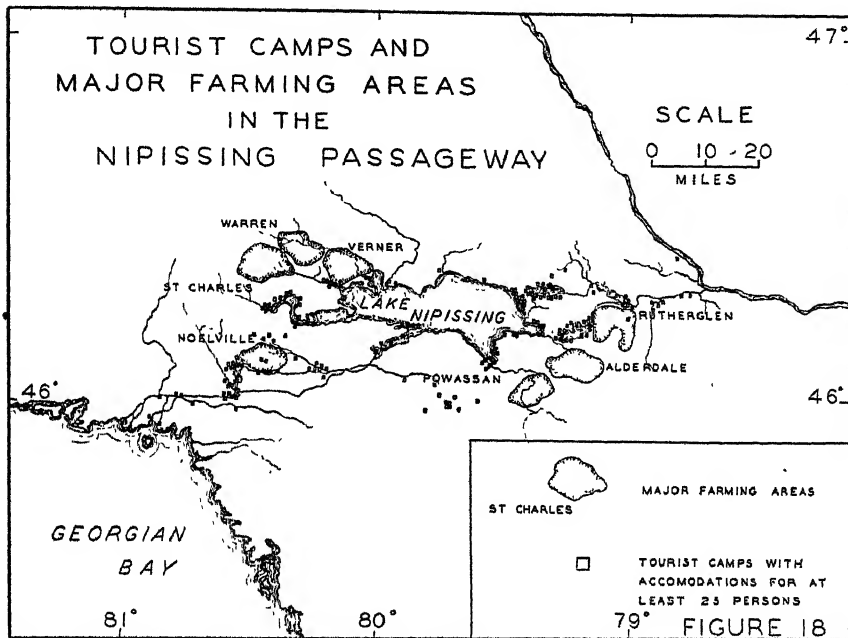 TOURIST CAMPS AND
MAJOR FARMING AREAS
IN THE
NIPISSING PASSAGEWAY
47°
SCALE
0 10 20
MILES
WARREN
VERNER
ST CHARLES
LAKE NIPISSING
RUTHERGLEN
NOELVILLE
ALDERDALE
POWASSAN
46°
46°
GEORGIAN
BAY
ST CHARLES
MAJOR FARMING AREAS
TOURIST CAMPS WITH
ACCOMODATIONS FOR AT
LEAST 25 PERSONS
81°
80°
79°
FIGURE 18